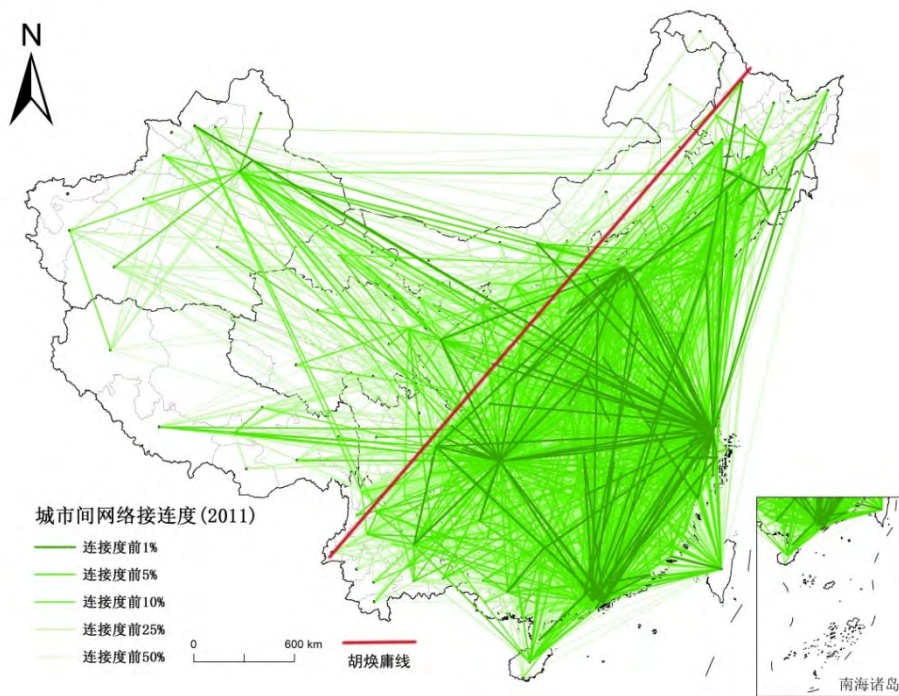 N
城市间网络接连度(2011)
连接度前1%
连接度前5%
连接度前10%
连接度前25%
连接度前50%
0 600 km
胡焕庸线
南海诸岛